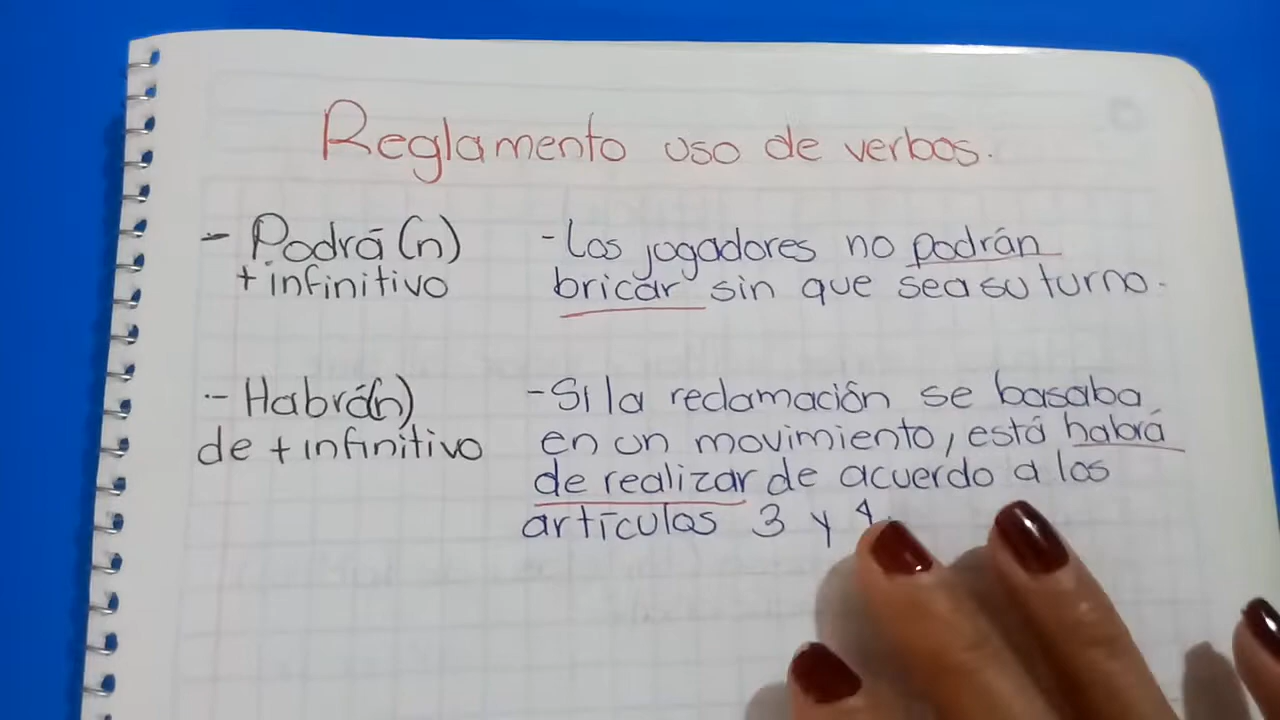 Reglamento uso de verbos.
- Podrá(n)
+ infinitivo
- Los jugadores no podrán
bricar sin que sea su turno.
- Habrá(n)
de + infinitivo
- Si la reclamación se basaba
en un movimiento, está habrá
de realizar de acuerdo a los
artículos 3 y 4.